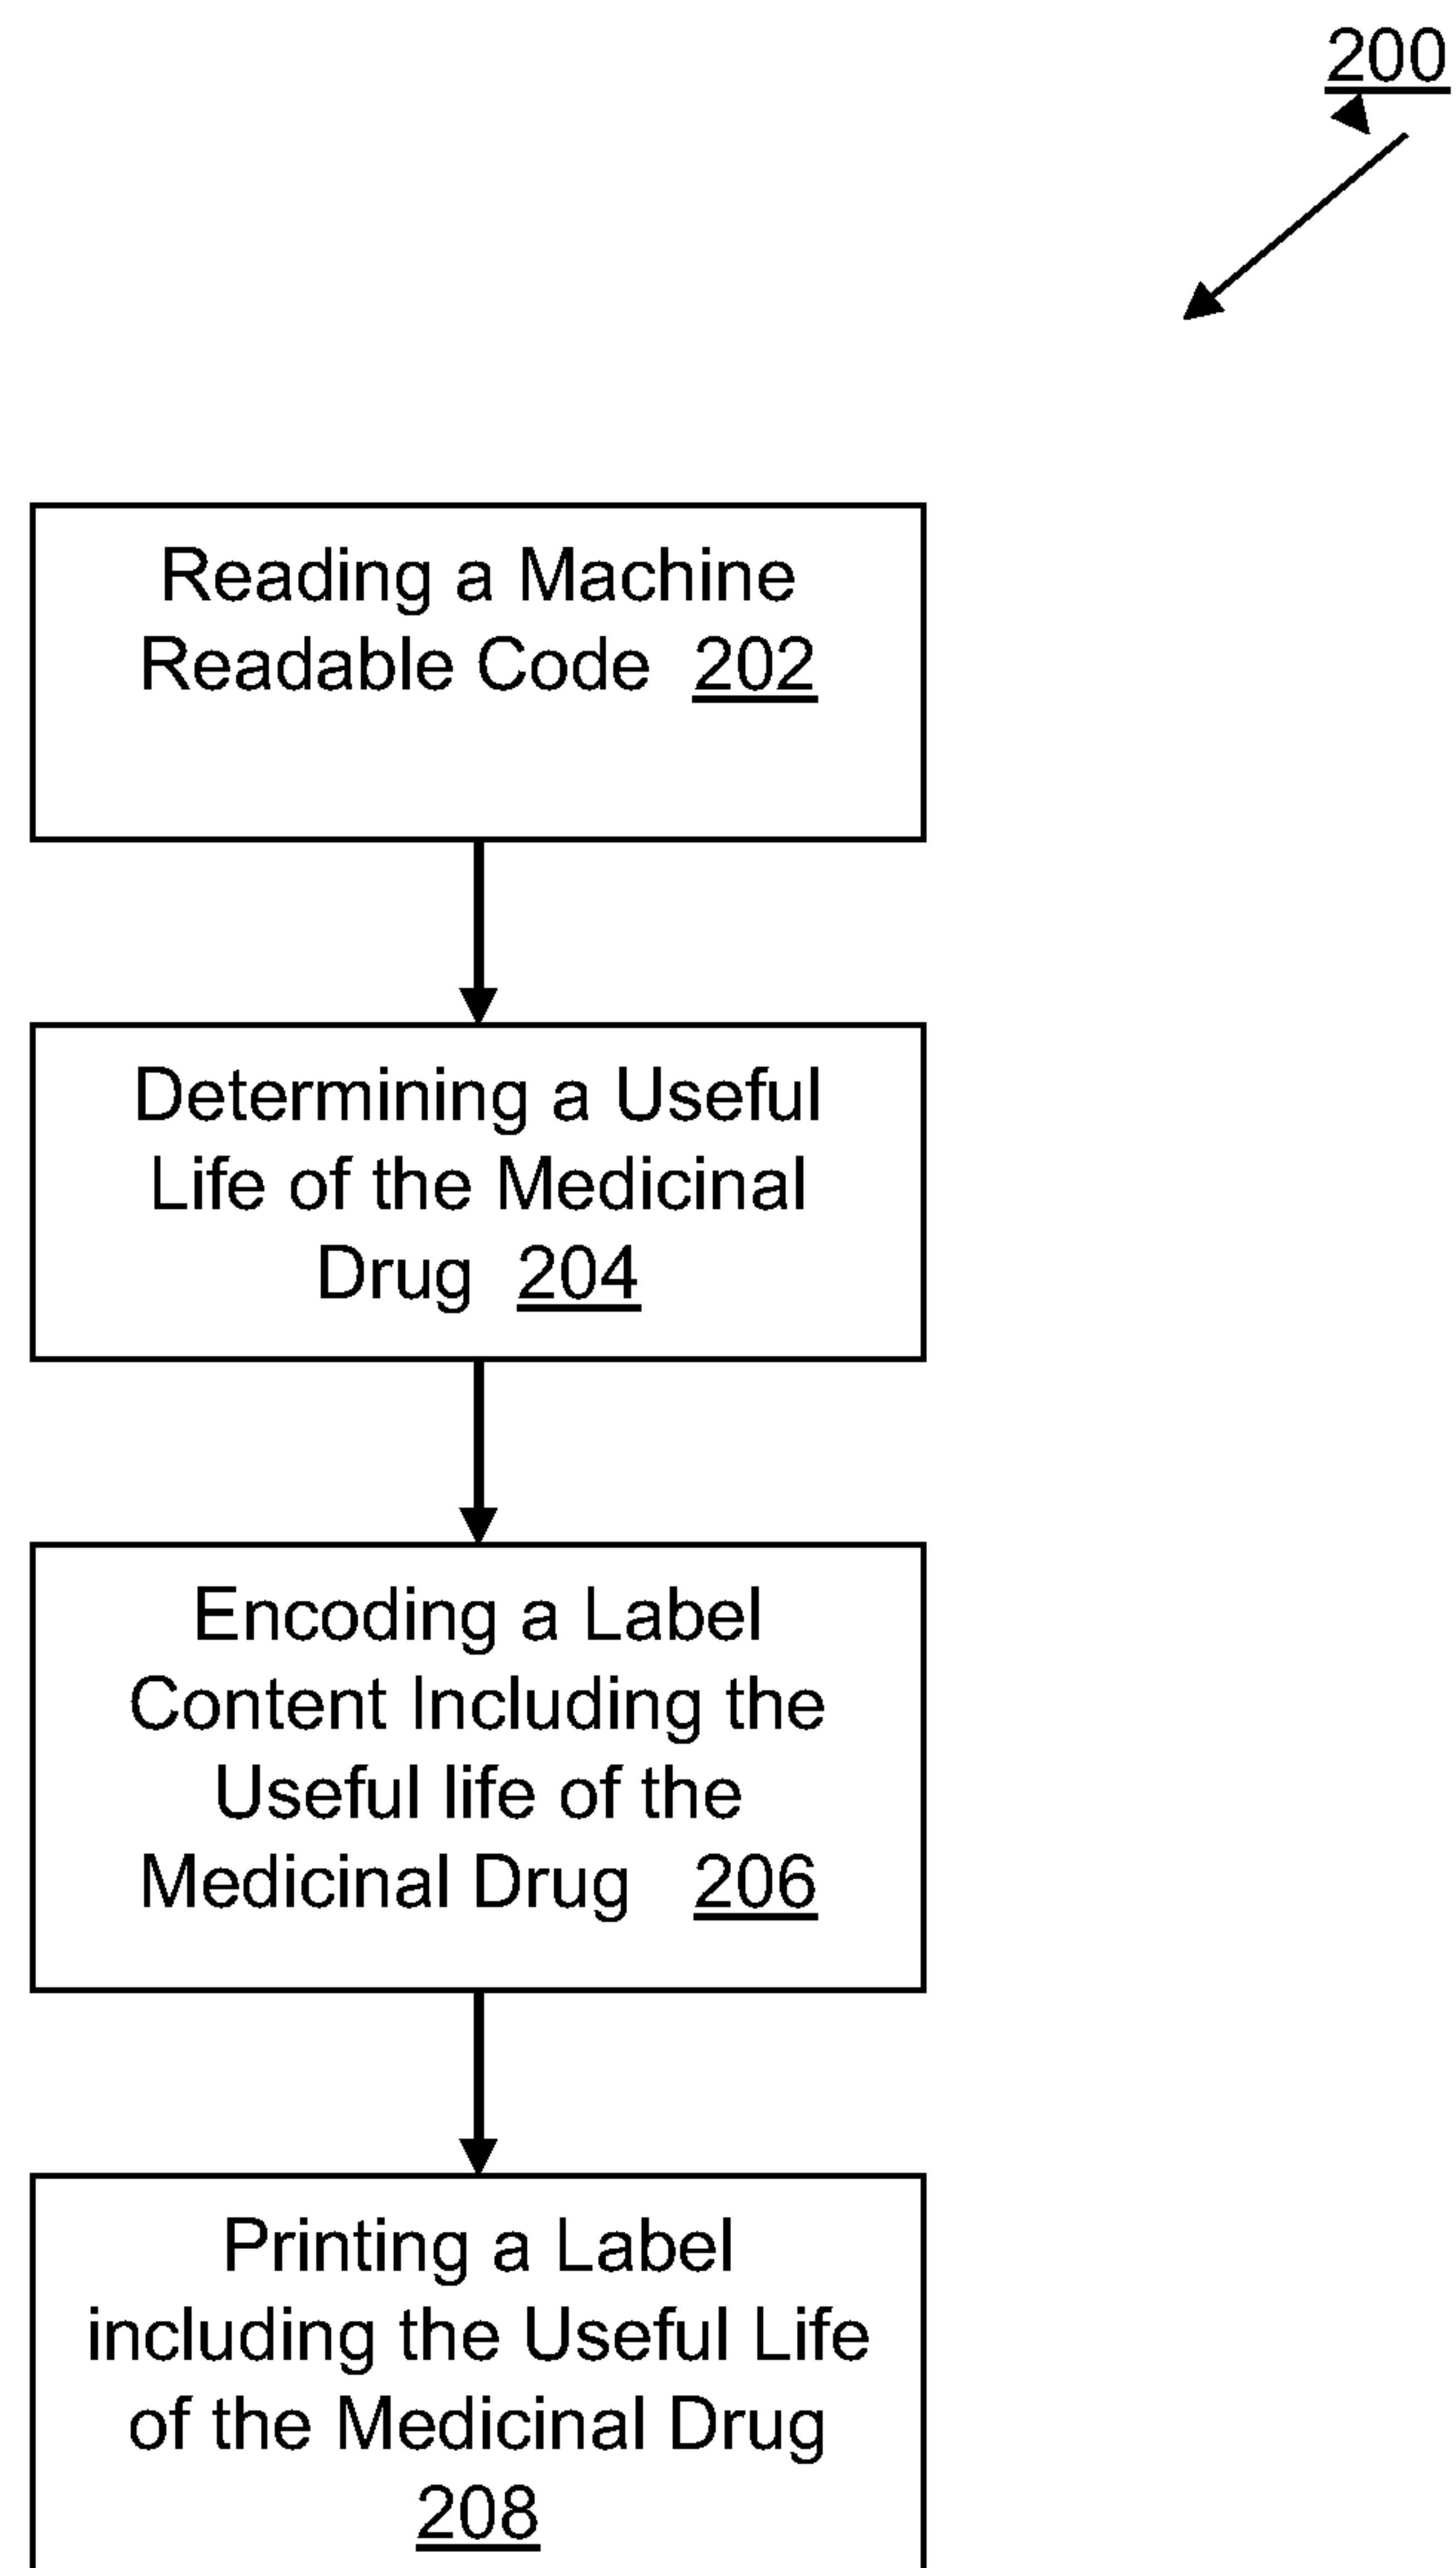 200
Reading a Machine
Readable Code 202
Determining a Useful
Life of the Medicinal
Drug 204
Encoding a Label
Content Including the
Useful life of the
Medicinal Drug 206
Printing a Label
including the Useful Life
of the Medicinal Drug
208